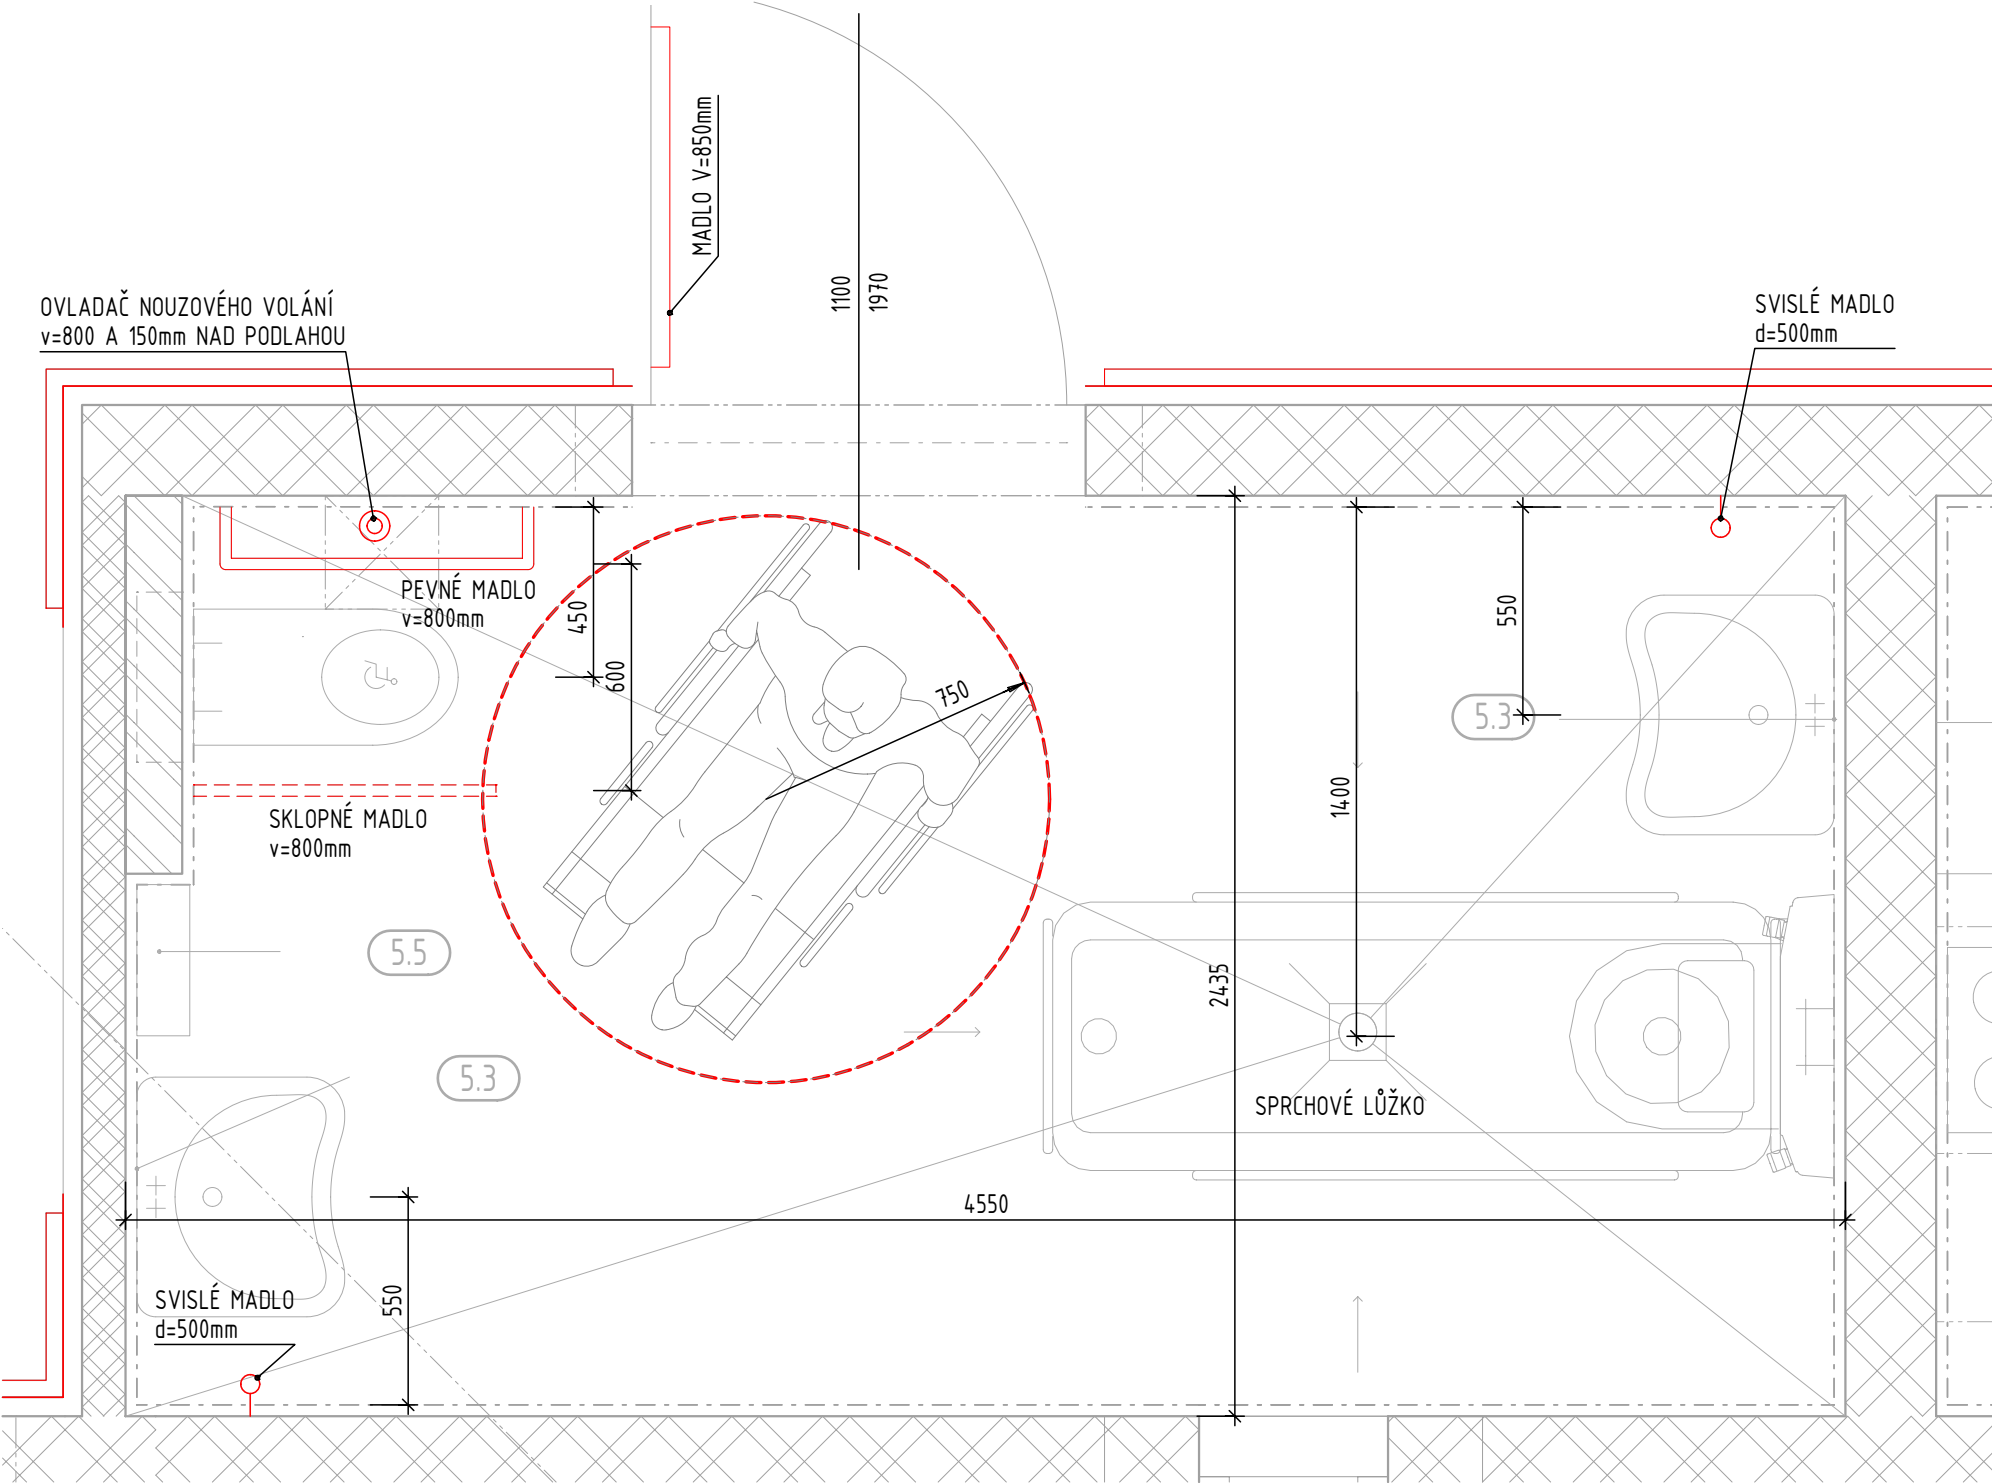 MADLO V=850mm
1100
1970
OVLADAČ NOUZOVÉHO VOLÁNÍ
v=800 A 150mm NAD PODLAHOU
SVISLÉ MADLO
d=500mm
PEVNÉ MADLO
v=800mm
450
600
750
550
5.3
1400
SKLOPNÉ MADLO
v=800mm
5.5
2435
5.3
SPRCHOVÉ LŮŽKO
4550
SVISLÉ MADLO
d=500mm
550